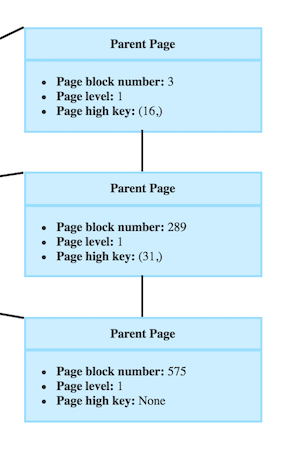 Parent Page
• Page block number: 3
• Page level: 1
• Page high key: (16,)
Parent Page
• Page block number: 289
• Page level: 1
• Page high key: (31,)
Parent Page
• Page block number: 575
• Page level: 1
• Page high key: None